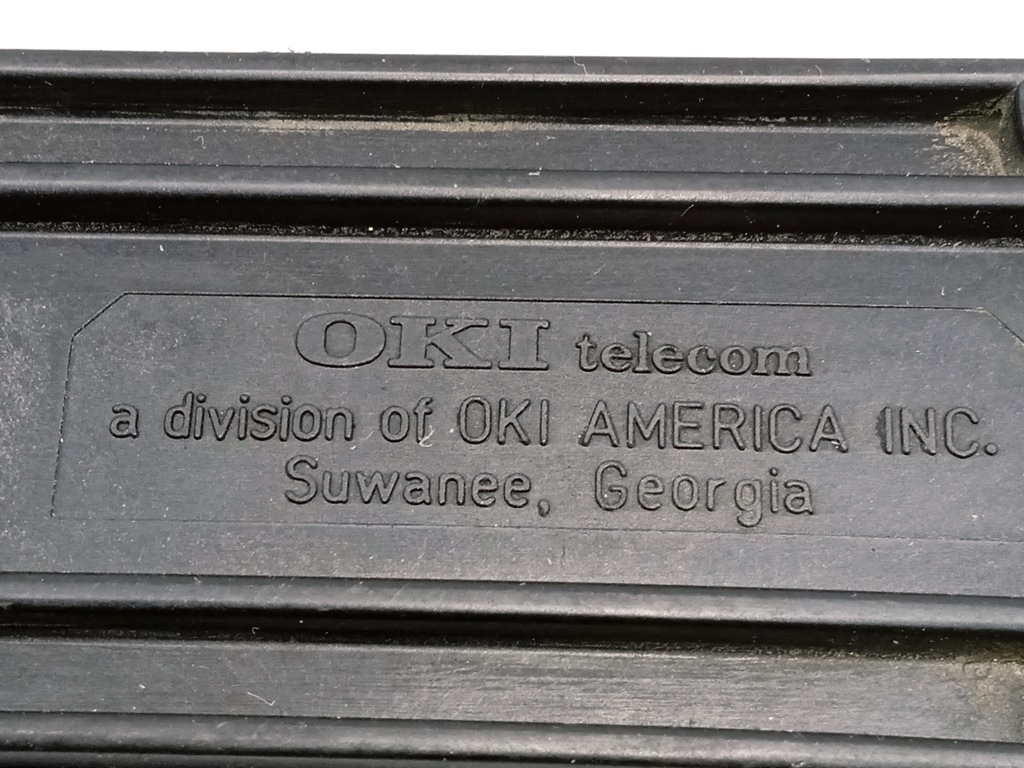 OKI telecom
a division of OKI AMERICA INC.
Suwanee, Georgia